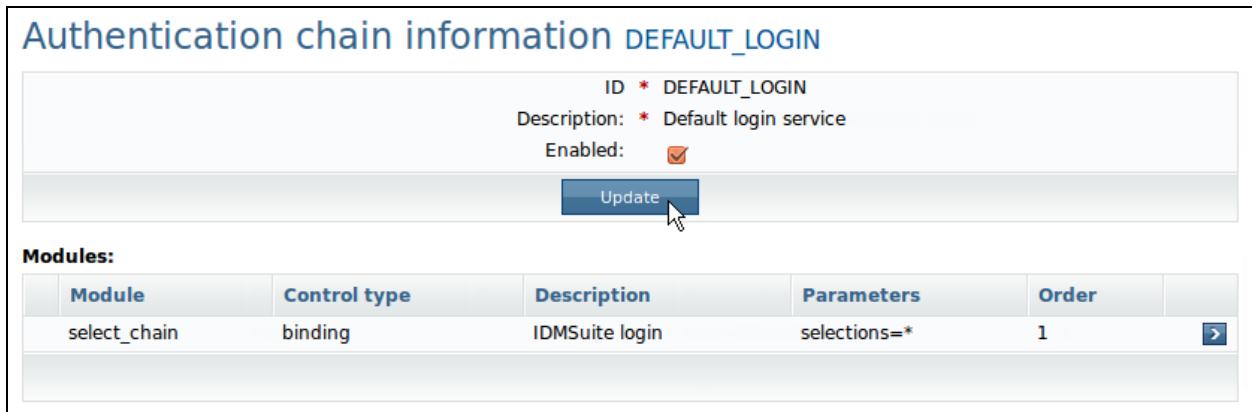 Authentication chain information DEFAULT_LOGIN
ID * DEFAULT_LOGIN
Description: * Default login service
Enabled:
Update
Modules:
Module Control type Description Parameters Order
select_chain binding IDMSuite login selections=* 1